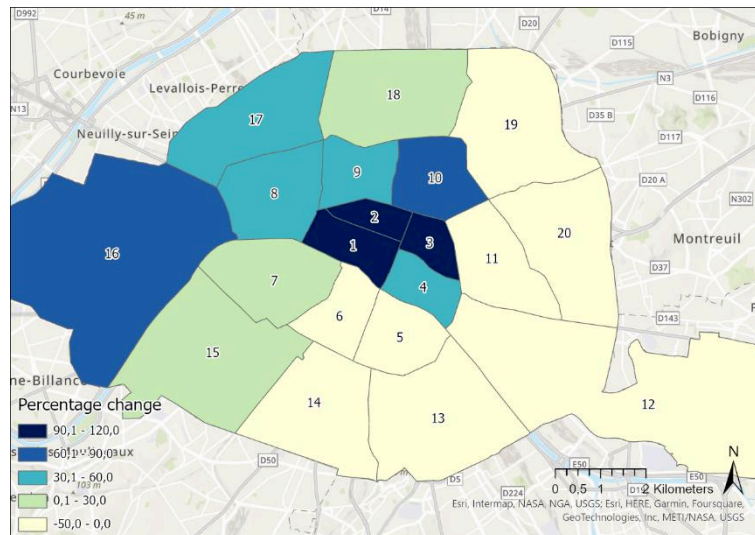 D992
45 m
D14
D20
D115
Bobigny
Courbevoie
Levallois-Perre
N3
N13
18
D116
17
19
D35 B
Neuilly-sur-Sein
D117
9
10
8
D20 A
2
N302
16
1
3
20
Montreuil
11
7
4
D37
6
D143
5
15
ne-Billanc
14
12
13
Percentage change
90,1 - 120,0
60,1 - 90,0
30,1 - 60,0
0,1 - 30,0
-50,0 - 0,0
103 m
D50
D5
D224
E50
E50
N
0 0.5 1 2 Kilometers
Esri, Intermap, NASA, NGA, USGS; Esri, HERE, Garmin, Foursquare,
GeoTechnologies, Inc, METI/NASA, USGS